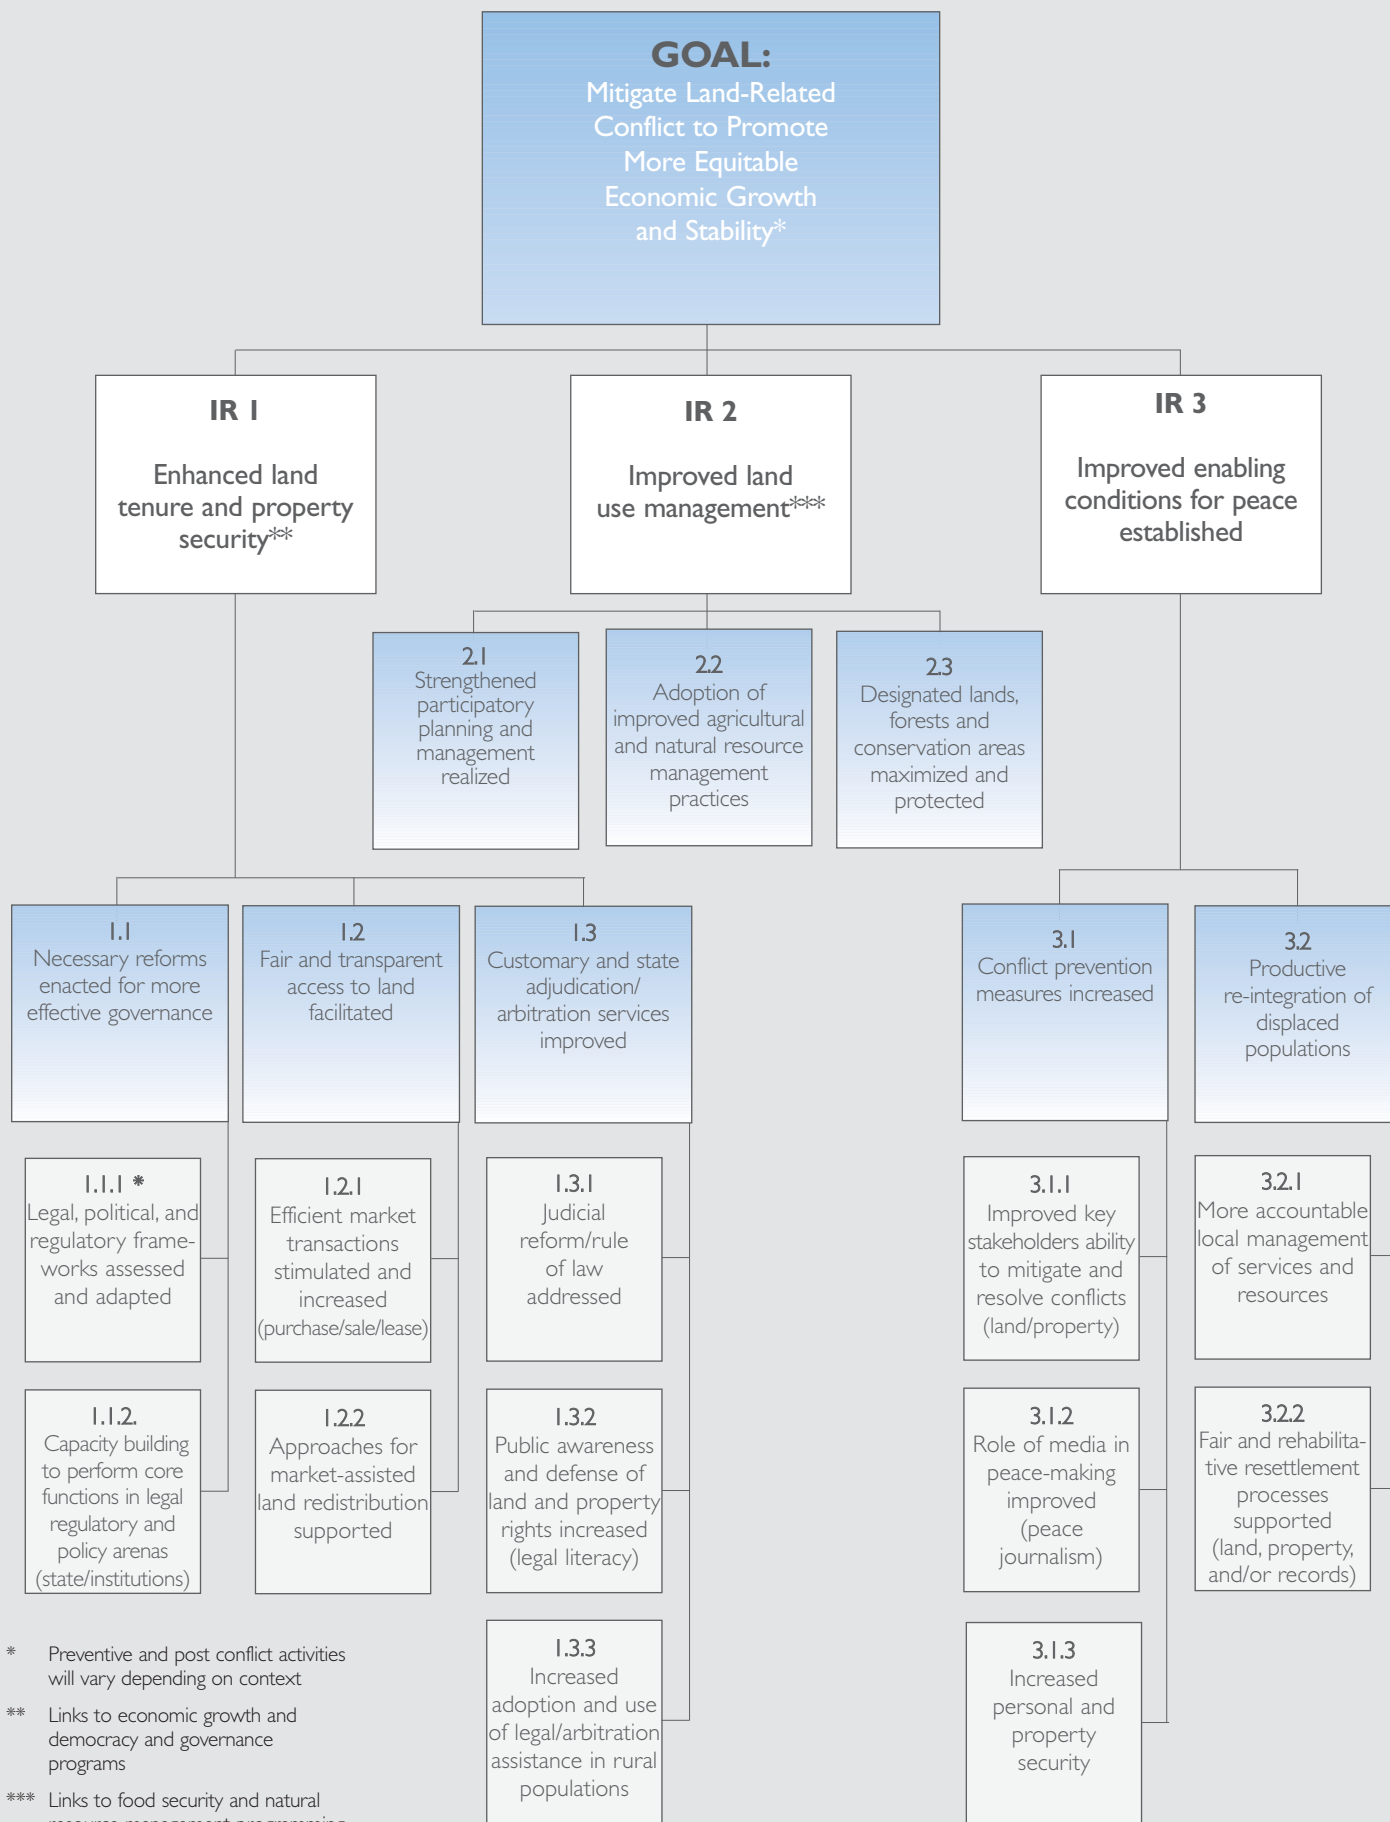 GOAL:
Mitigate Land-Related
Conflict to Promote
More Equitable
Economic Growth
and Stability*
IR 1
Enhanced land
tenure and property
security**
IR 2
Improved land
use management***
IR 3
Improved enabling
conditions for peace
established
2.1
Strengthened
participatory
planning and
management
realized
2.2
Adoption of
improved agricultural
and natural resource
management
practices
2.3
Designated lands,
forests and
conservation areas
maximized and
protected
1.1
Necessary reforms
enacted for more
effective governance
1.2
Fair and transparent
access to land
facilitated
1.3
Customary and state
adjudication/
arbitration services
improved
3.1
Conflict prevention
measures increased
3.2
Productive
re-integration of
displaced
populations
1.1.1 *
Legal, political, and
regulatory frame-
works assessed
and adapted
1.2.1
Efficient market
transactions
stimulated and
increased
(purchase/sale/lease)
1.3.1
Judicial
reform/rule
of law
addressed
3.1.1
Improved key
stakeholders ability
to mitigate and
resolve conflicts
(land/property)
3.2.1
More accountable
local management
of services and
resources
1.1.2.
Capacity building
to perform core
functions in legal
regulatory and
policy arenas
(state/institutions)
1.2.2
Approaches for
market-assisted
land redistribution
supported
1.3.2
Public awareness
and defense of
land and property
rights increased
(legal literacy)
3.1.2
Role of media in
peace-making
improved
(peace
journalism)
3.2.2
Fair and rehabilita-
tive resettlement
processes
supported
(land, property,
and/or records)
1.3.3
Increased
adoption and use
of legal/arbitration
assistance in rural
populations
3.1.3
Increased
personal and
property
security
* Preventive and post conflict activities
will vary depending on context
** Links to economic growth and
democracy and governance
programs
*** Links to food security and natural
resource management programming